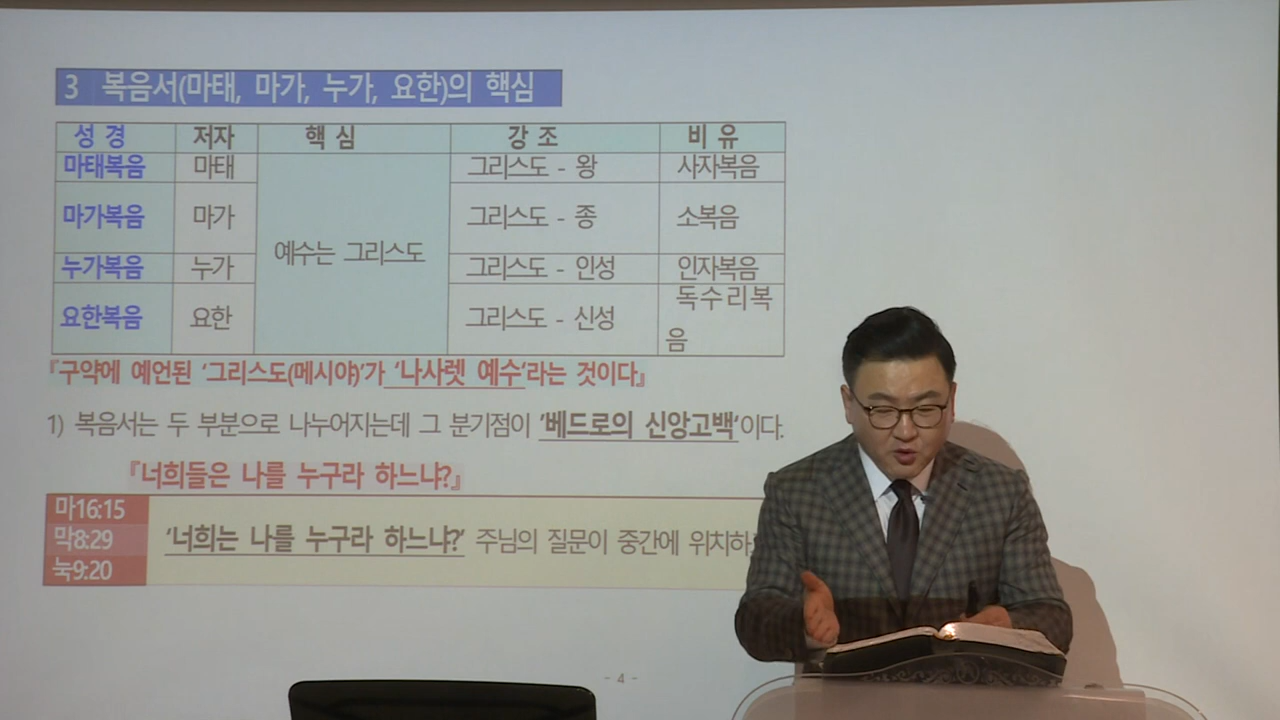 3 복음서(마태, 마가, 누가, 요한)의 핵심
성 경 저자 핵 심 강 조 비 유
마태복음 마태 그리스도 - 왕 사자복음
마가복음 마가 그리스도 - 종 소복음
예수는 그리스도
누가복음 누가 그리스도 - 인성 인자복음
요한복음 요한 그리스도 - 신성 독수리복
음
『구약에 예언된 '그리스도(메시야)'가 '나사렛 예수'라는 것이다』
1) 복음서는 두 부분으로 나누어지는데 그 분기점이 '베드로의 신앙고백'이다.
『너희들은 나를 누구라 하느냐?』
마16:15
막8:29 '너희는 나를 누구라 하느냐?' 주님의 질문이 중간에
눅9:20
- 4 -